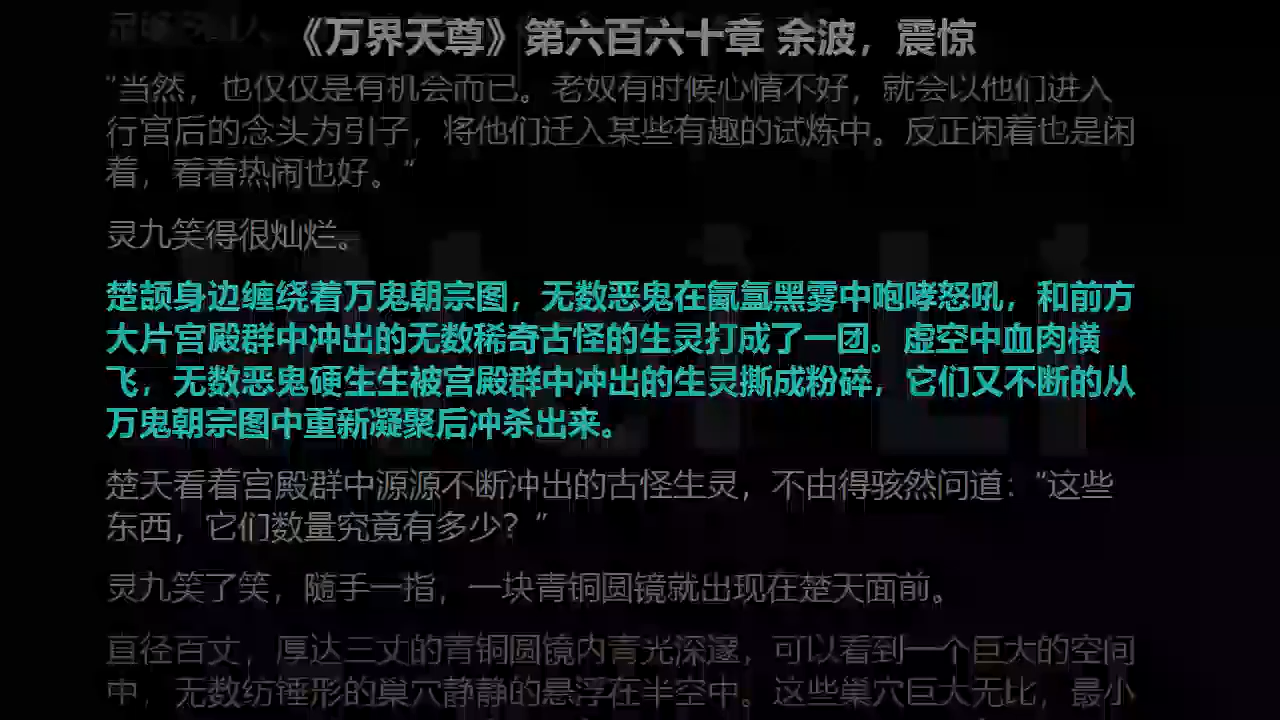 《万界天尊》第六百六十章 余波，震惊
“当然，也仅仅是有机会而已。老奴有时候心情不好，就会以他们进入
行宫后的念头为引子，将他们迁入某些有趣的试炼中。反正闲着也是闲
着，看看热闹也好。”
灵九笑得很灿烂。
楚颉身边缠绕着万鬼朝宗图，无数恶鬼在氤氲黑雾中咆哮怒吼，和前方
大片宫殿群中冲出的无数稀奇古怪的生灵打成了一团。虚空中血肉横
飞，无数恶鬼硬生生被宫殿群中冲出的生灵撕成粉碎，它们又不断的从
万鬼朝宗图中重新凝聚后冲杀出来。
楚天看着宫殿群中源源不断冲出的古怪生灵，不由得骇然问道：“这些
东西，它们数量究竟有多少？”
灵九笑了笑，随手一指，一块青铜圆镜就出现在楚天面前。
直径百丈，厚达三丈的青铜圆镜内青光深邃，可以看到一个巨大的空间
中，无数纺锤形的巢穴静静的悬浮在半空中。这些巢穴巨大无比，最小